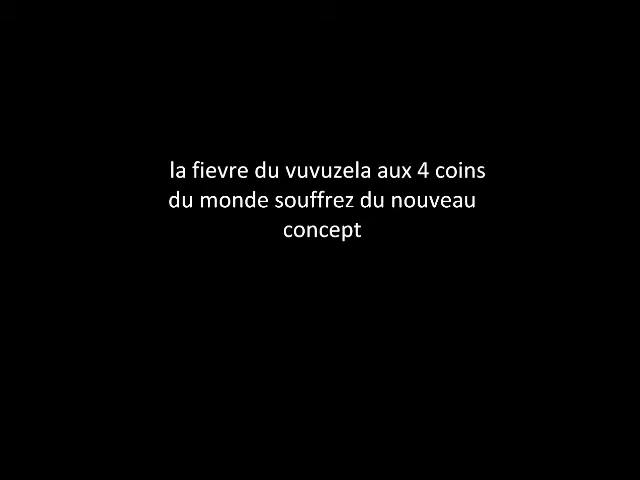 la fievre du vuvuzela aux 4 coins
du monde souffrez du nouveau
concept